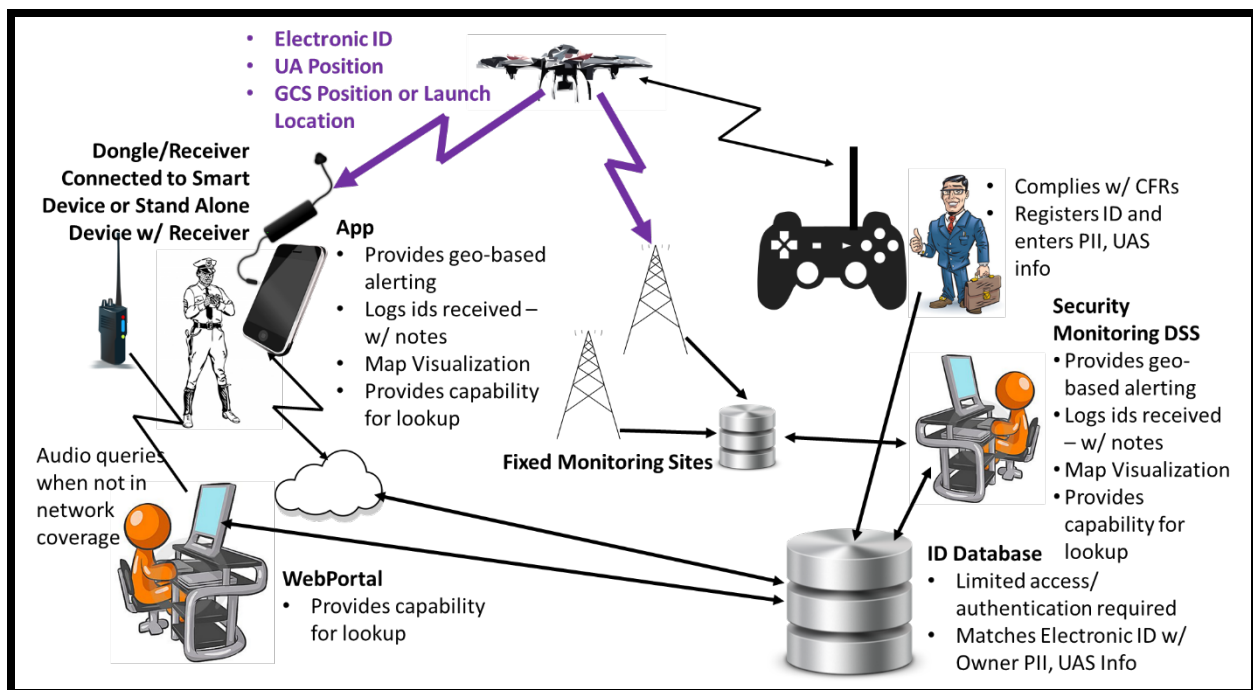 • Electronic ID
• UA Position
• GCS Position or Launch
Location
Dongle/Receiver
Connected to Smart
Device or Stand Alone
Device w/ Receiver
App
• Provides geo-based
alerting
• Logs ids received –
w/ notes
• Map Visualization
• Provides capability
for lookup
• Complies w/ CFRs
• Registers ID and
enters PII, UAS
info
Security
Monitoring DSS
• Provides geo-
based alerting
• Logs ids received
– w/ notes
• Map Visualization
• Provides
capability for
lookup
Fixed Monitoring Sites
Audio queries
when not in
network
coverage
WebPortal
• Provides capability
for lookup
ID Database
• Limited access/
authentication required
• Matches Electronic ID w/
Owner PII, UAS Info